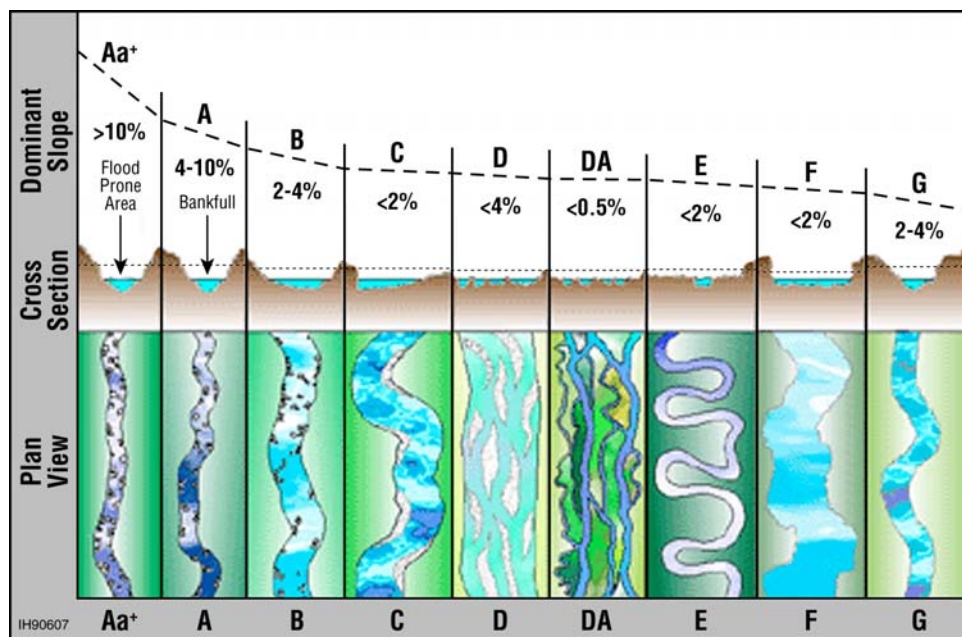 Dominant
Slope
Aa+
>10%
Flood
Prone
Area
A
4-10%
Bankfull
B
2-4%
C
<2%
D
<4%
DA
<0.5%
E
<2%
F
<2%
G
2-4%
Cross
Section
Plan
View
IH90607
Aa+
A
B
C
D
DA
E
F
G